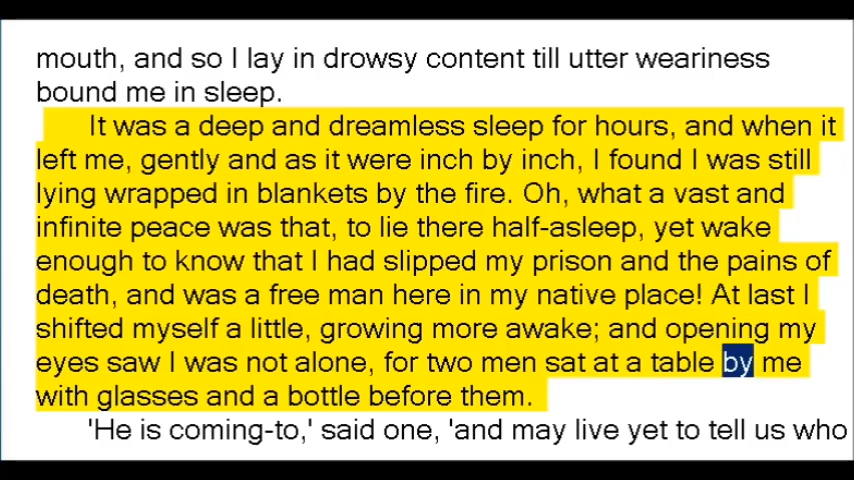 mouth, and so I lay in drowsy content till utter weariness
bound me in sleep.
It was a deep and dreamless sleep for hours, and when it
left me, gently and as it were inch by inch, I found I was still
lying wrapped in blankets by the fire. Oh, what a vast and
infinite peace was that, to lie there half-asleep, yet wake
enough to know that I had slipped my prison and the pains of
death, and was a free man here in my native place! At last I
shifted myself a little, growing more awake; and opening my
eyes saw I was not alone, for two men sat at a table by me
with glasses and a bottle before them.
'He is coming-to,' said one, 'and may live yet to tell us who